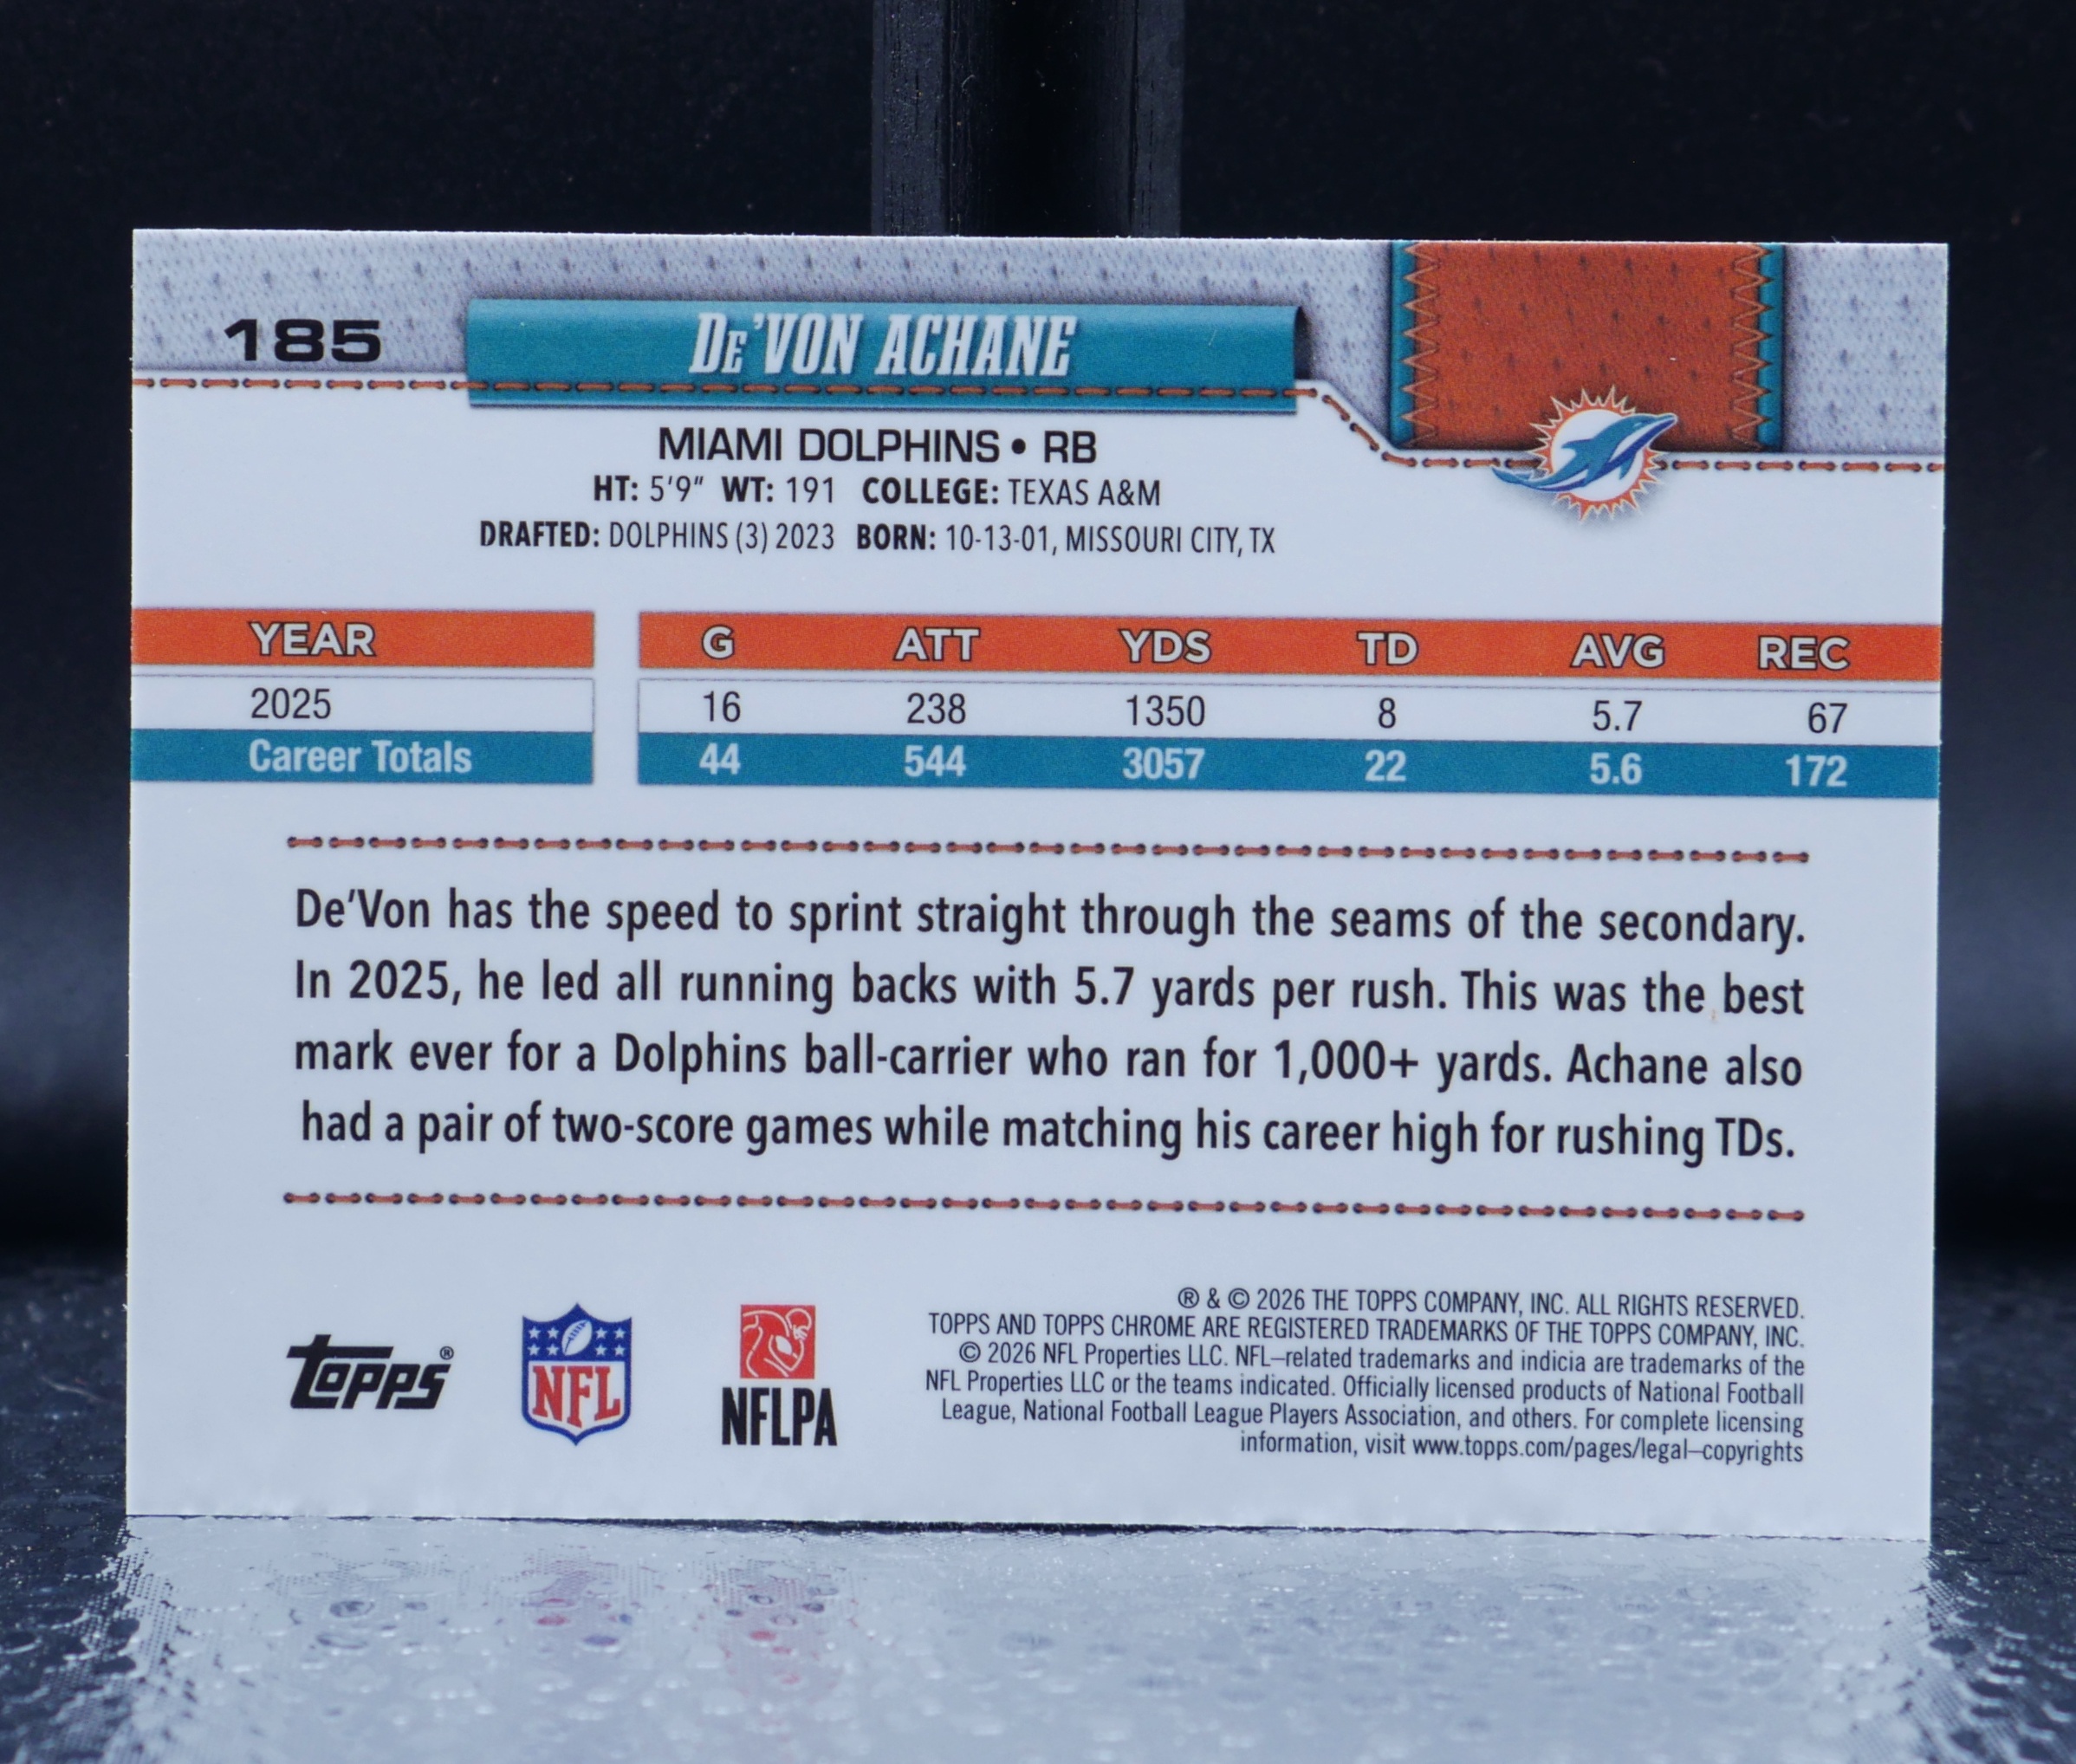 185
DE'VON ACHANE
MIAMI DOLPHINS • RB
HT: 5'9" WT: 191 COLLEGE: TEXAS A&M
DRAFTED: DOLPHINS (3) 2023 BORN: 10-13-01, MISSOURI CITY, TX
YEAR G ATT YDS TD AVG REC
2025 16 238 1350 8 5.7 67
Career Totals 44 544 3057 22 5.6 172
De'Von has the speed to sprint straight through the seams of the secondary.
In 2025, he led all running backs with 5.7 yards per rush. This was the best
mark ever for a Dolphins ball-carrier who ran for 1,000+ yards. Achane also
had a pair of two-score games while matching his career high for rushing TDs.
topps®
NFL
NFLPA
® & © 2026 THE TOPPS COMPANY, INC. ALL RIGHTS RESERVED.
TOPPS AND TOPPS CHROME ARE REGISTERED TRADEMARKS OF THE TOPPS COMPANY, INC.
© 2026 NFL Properties LLC. NFL–related trademarks and indicia are trademarks of the
NFL Properties LLC or the teams indicated. Officially licensed products of National Football
League, National Football League Players Association, and others. For complete licensing
information, visit www.topps.com/pages/legal–copyrights